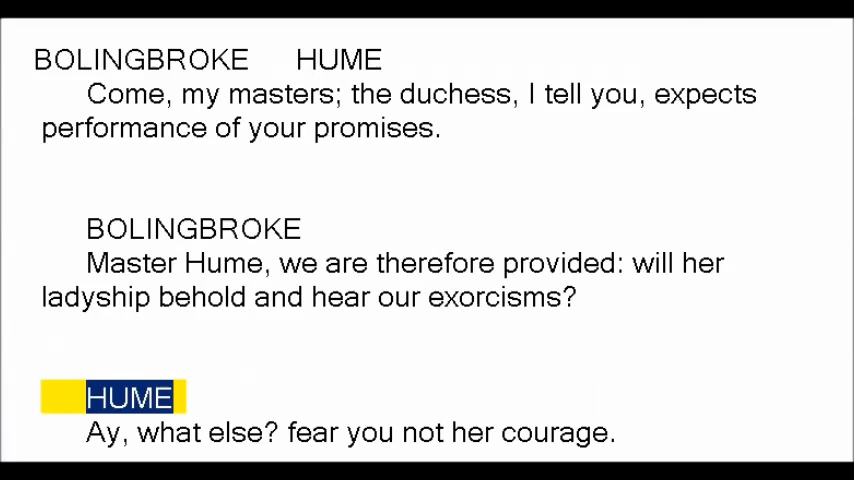 BOLINGBROKE HUME
Come, my masters; the duchess, I tell you, expects
performance of your promises.
BOLINGBROKE
Master Hume, we are therefore provided: will her
ladyship behold and hear our exorcisms?
HUME
Ay, what else? fear you not her courage.